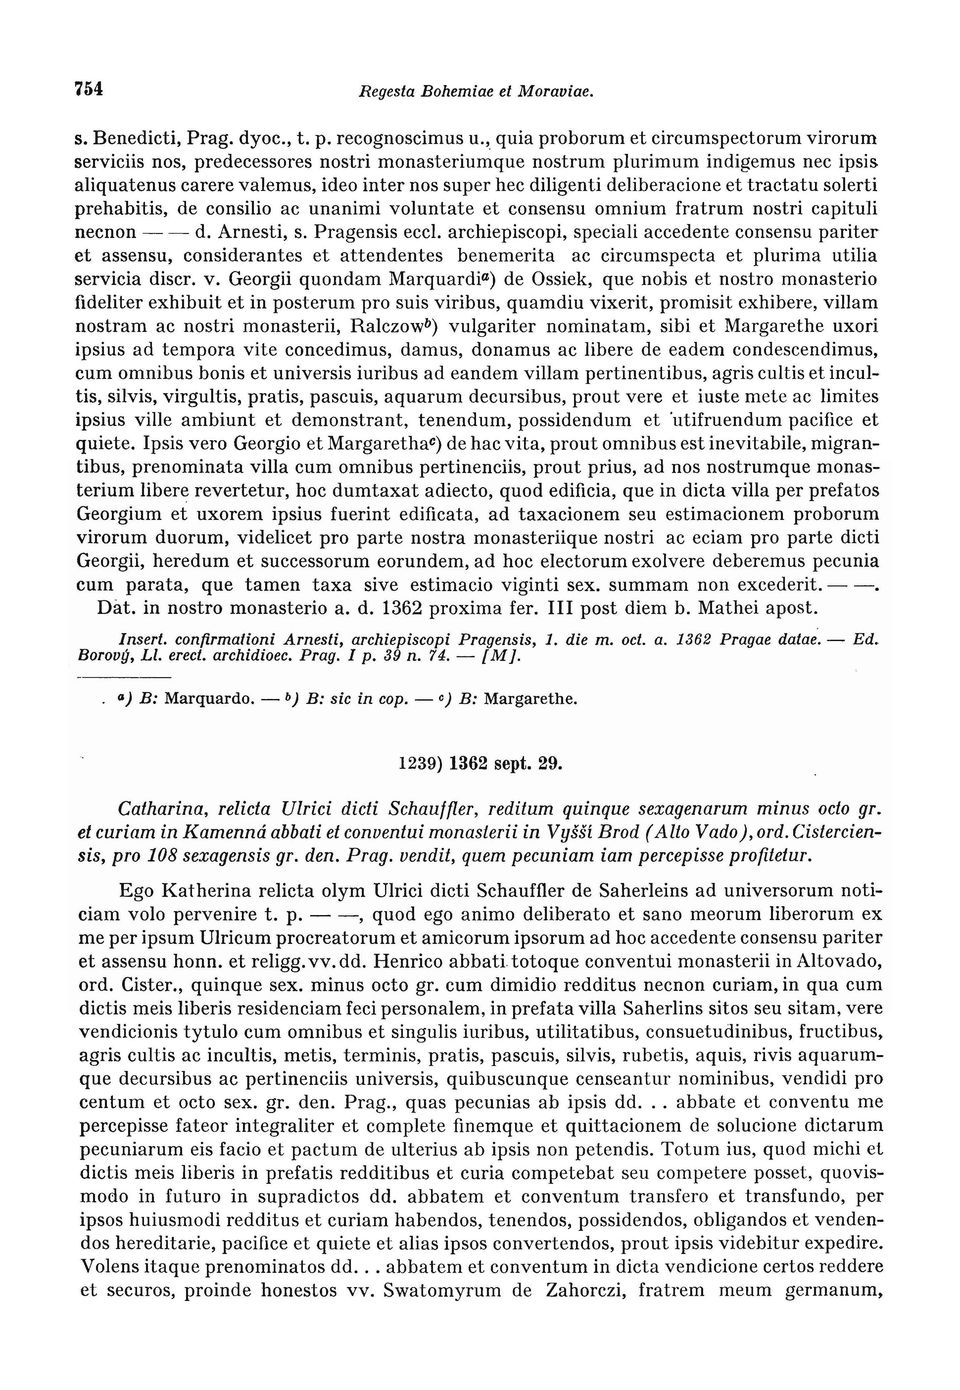 754
Regesta Bohemiae et Moraviae.
s. Benedicti, Prag. dyoc., t. p. recognoscimus u., quia proborum et circumspectorum virorum
serviciis nos, predecessores nostri monasteriumque nostrum plurimum indigemus nec ipsis
aliquatenus carere valemus, ideo inter nos super hec diligenti deliberacione et tractatu solerti
prehabitis, de consilio ac unanimi voluntate et consensu omnium fratrum nostri capituli
necnon — — d. Arnesti, s. Pragensis eccl. archiepiscopi, speciali accedente consensu pariter
et assensu, considerantes et attendentes benemerita ac circumspecta et plurima utilia
servicia discr. v. Georgii quondam Marquardiᵃ) de Ossiek, que nobis et nostro monasterio
fideliter exhibuit et in posterum pro suis viribus, quamdiu vixerit, promisit exhibere, villam
nostram ac nostri monasterii, Ralczowᵇ) vulgariter nominatam, sibi et Margarethe uxori
ipsius ad tempora vite concedimus, damus, donamus ac libere de eadem condescendimus,
cum omnibus bonis et universis iuribus ad eandem villam pertinentibus, agris cultis et incul-
tis, silvis, virgultis, pratis, pascuis, aquarum decursibus, prout vere et iuste mete ac limites
ipsius ville ambiunt et demonstrant, tenendum, possidendum et utifruendum pacifice et
quiete. Ipsis vero Georgio et Margarethaᶜ) de hac vita, prout omnibus est inevitabile, migran-
tibus, prenominata villa cum omnibus pertinenciis, prout prius, ad nos nostrumque monas-
terium libere revertetur, hoc dumtaxat adiecto, quod edificia, que in dicta villa per prefatos
Georgium et uxorem ipsius fuerint edificata, ad taxacionem seu estimacionem proborum
virorum duorum, videlicet pro parte nostra monasteriique nostri ac eciam pro parte dicti
Georgii, heredum et successorum eorundem, ad hoc electorum exolvere deberemus pecunia
cum parata, que tamen taxa sive estimacio viginti sex. summam non excederit. — —.
Dat. in nostro monasterio a. d. 1362 proxima fer. III post diem b. Mathei apost.
Insert. confirmationi Arnesti, archiepiscopi Pragensis, 1. die m. oct. a. 1362 Pragae datae. — Ed.
Borový, Ll. erect. archidioec. Prag. I p. 39 n. 74. — [M].
ᵃ) B: Marquardo. — ᵇ) B: sic in cop. — ᶜ) B: Margarethe.
1239) 1362 sept. 29.
Catharina, relicta Ulrici dicti Schauffler, reditum quinque sexagenarum minus octo gr.
et curiam in Kamenná abbati et conventui monasterii in Vyšší Brod (Alto Vado), ord. Cistercien-
sis, pro 108 sexagensis gr. den. Prag. vendit, quem pecuniam iam percepisse profitetur.
Ego Katherina relicta olym Ulrici dicti Schauffler de Saherleins ad universorum noti-
ciam volo pervenire t. p. — —, quod ego animo deliberato et sano meorum liberorum ex
me per ipsum Ulricum procreatorum et amicorum ipsorum ad hoc accedente consensu pariter
et assensu honn. et religg. vv. dd. Henrico abbati totoque conventui monasterii in Altovado,
ord. Cister., quinque sex. minus octo gr. cum dimidio redditus necnon curiam, in qua cum
dictis meis liberis residenciam feci personalem, in prefata villa Saherlins sitos seu sitam, vere
vendicionis tytulo cum omnibus et singulis iuribus, utilitatibus, consuetudinibus, fructibus,
agris cultis ac incultis, metis, terminis, pratis, pascuis, silvis, rubetis, aquis, rivis aquarum-
que decursibus ac pertinenciis universis, quibuscunque censeantur nominibus, vendidi pro
centum et octo sex. gr. den. Prag., quas pecunias ab ipsis dd. . . abbate et conventu me
percepisse fateor integraliter et complete finemque et quittacionem de solucione dictarum
pecuniarum eis facio et pactum de ulterius ab ipsis non petendis. Totum ius, quod michi et
dictis meis liberis in prefatis redditibus et curia competebat seu competere posset, quovis-
modo in futuro in supradictos dd. abbatem et conventum transfero et transfundo, per
ipsos huiusmodi redditus et curiam habendos, tenendos, possidendos, obligandos et venden-
dos hereditarie, pacifice et quiete et alias ipsos convertendos, prout ipsis videbitur expedire.
Volens itaque prenominatos dd. . . abbatem et conventum in dicta vendicione certos reddere
et securos, proinde honestos vv. Swatomyrum de Zahorczi, fratrem meum germanum,